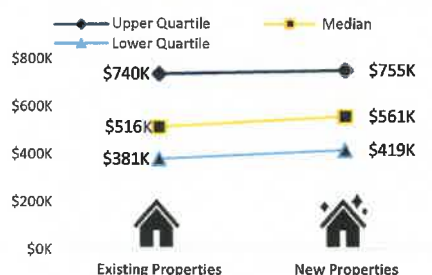 Upper Quartile
Median
Lower Quartile
$800K
$740K
$755K
$600K
$516K
$561K
$400K
$381K
$419K
$200K
$0K
Existing Properties
New Properties